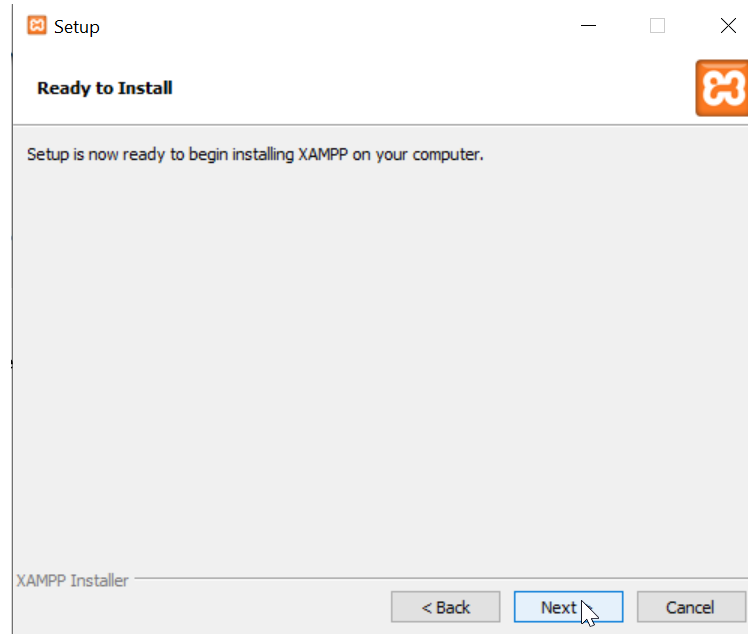 Setup
Ready to Install
Setup is now ready to begin installing XAMPP on your computer.
XAMPP Installer
< Back
Next >
Cancel